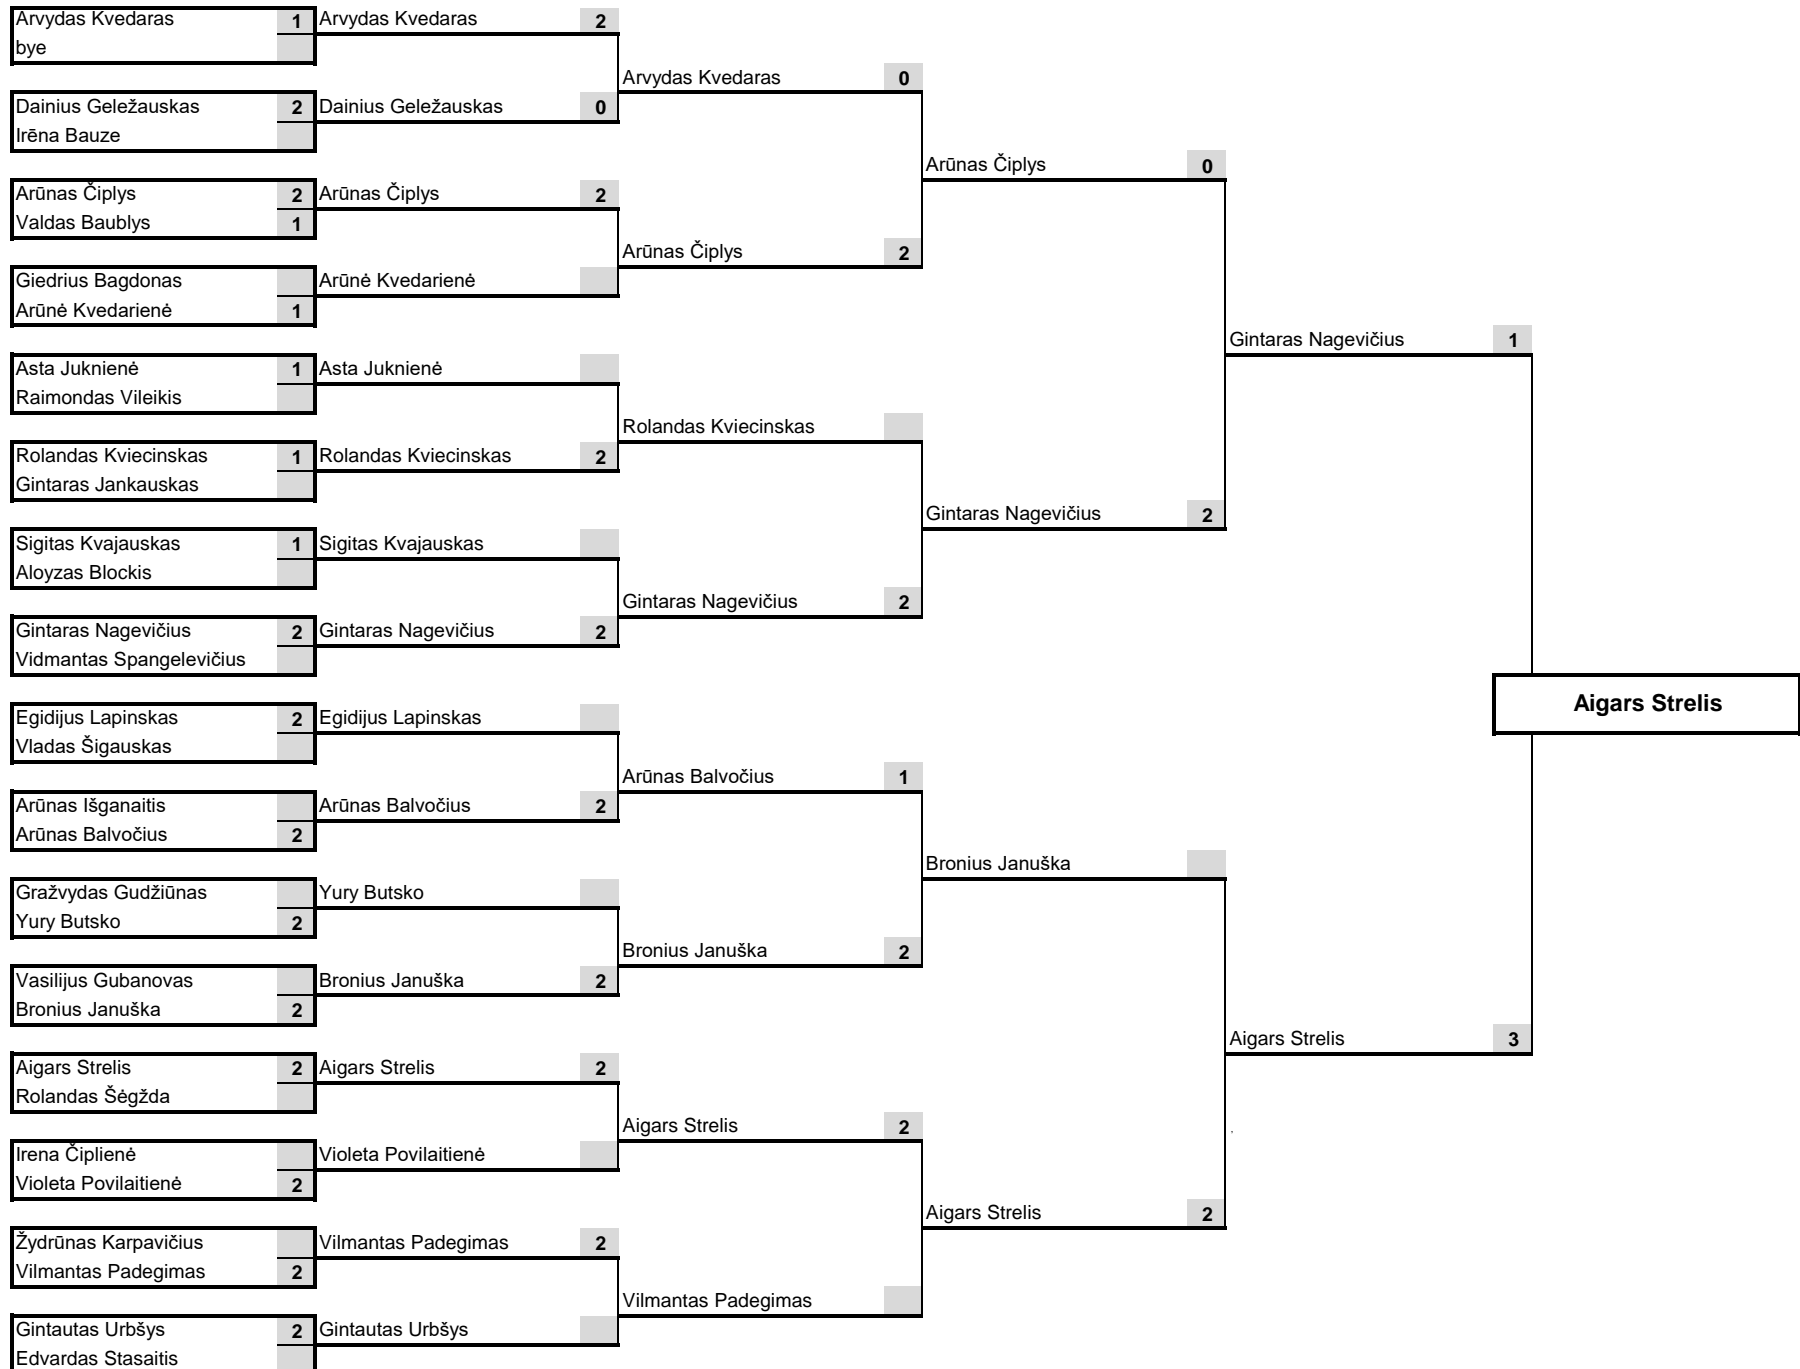 Arvydas Kvedaras 1 Arvydas Kvedaras 2
bye
Arvydas Kvedaras 0
Dainius Geležauskas 2 Dainius Geležauskas 0
Irēna Bauze
Arūnas Čiplys 0
Arūnas Čiplys 2 Arūnas Čiplys 2
Valdas Baublys 1
Arūnas Čiplys 2
Giedrius Bagdonas Arūnė Kvedarienė
Arūnė Kvedarienė 1
Gintaras Nagevičius 1
Asta Juknienė 1 Asta Juknienė
Raimondas Vileikis
Rolandas Kviecinskas
Rolandas Kviecinskas 1 Rolandas Kviecinskas 2
Gintaras Jankauskas
Gintaras Nagevičius 2
Sigitas Kvajauskas 1 Sigitas Kvajauskas
Aloyzas Blockis
Gintaras Nagevičius 2
Gintaras Nagevičius 2 Gintaras Nagevičius 2
Vidmantas Spangelevičius
Aigars Strelis
Egidijus Lapinskas 2 Egidijus Lapinskas
Vladas Šigauskas
Arūnas Balvočius 1
Arūnas Išganaitis Arūnas Balvočius 2
Arūnas Balvočius 2
Bronius Januška
Gražvydas Gudžiūnas Yury Butsko
Yury Butsko 2
Bronius Januška 2
Vasilijus Gubanovas Bronius Januška 2
Bronius Januška 2
Aigars Strelis 3
Aigars Strelis 2 Aigars Strelis 2
Rolandas Šėgžda
Aigars Strelis 2
Irena Čiplienė Violeta Povilaitienė
Violeta Povilaitienė 2
Aigars Strelis 2
Žydrūnas Karpavičius Vilmantas Padegimas 2
Vilmantas Padegimas 2
Vilmantas Padegimas
Gintautas Urbšys 2 Gintautas Urbšys
Edvardas Stasaitis